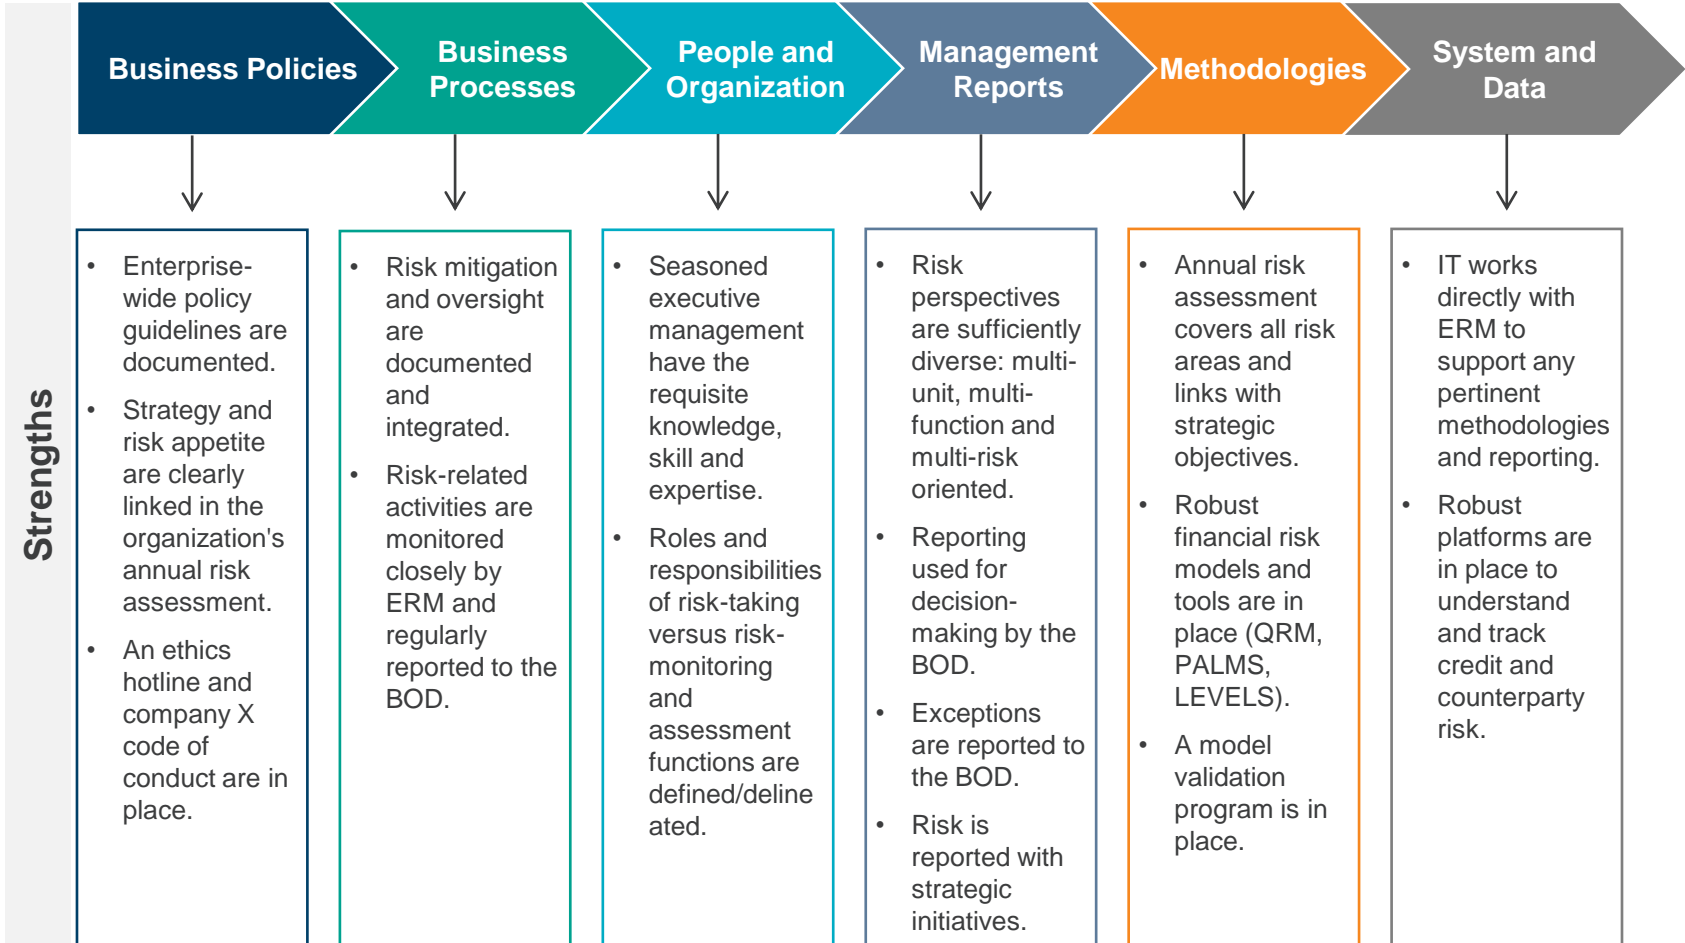 Business Policies
Business
Processes
People and
Organization
Management
Reports
Methodologies
System and
Data
Strengths
• Enterprise-
wide policy
guidelines are
documented.
• Strategy and
risk appetite
are clearly
linked in the
organization's
annual risk
assessment.
• An ethics
hotline and
company X
code of
conduct are in
place.
• Risk mitigation
and oversight
are
documented
and
integrated.
• Risk-related
activities are
monitored
closely by
ERM and
regularly
reported to the
BOD.
• Seasoned
executive
management
have the
requisite
knowledge,
skill and
expertise.
• Roles and
responsibilities
of risk-taking
versus risk-
monitoring
and
assessment
functions are
defined/deline
ated.
• Risk
perspectives
are sufficiently
diverse: multi-
unit, multi-
function and
multi-risk
oriented.
• Reporting
used for
decision-
making by the
BOD.
• Exceptions
are reported to
the BOD.
• Risk is
reported with
strategic
initiatives.
• Annual risk
assessment
covers all risk
areas and
links with
strategic
objectives.
• Robust
financial risk
models and
tools are in
place (QRM,
PALMS,
LEVELS).
• A model
validation
program is in
place.
• IT works
directly with
ERM to
support any
pertinent
methodologies
and reporting.
• Robust
platforms are
in place to
understand
and track
credit and
counterparty
risk.